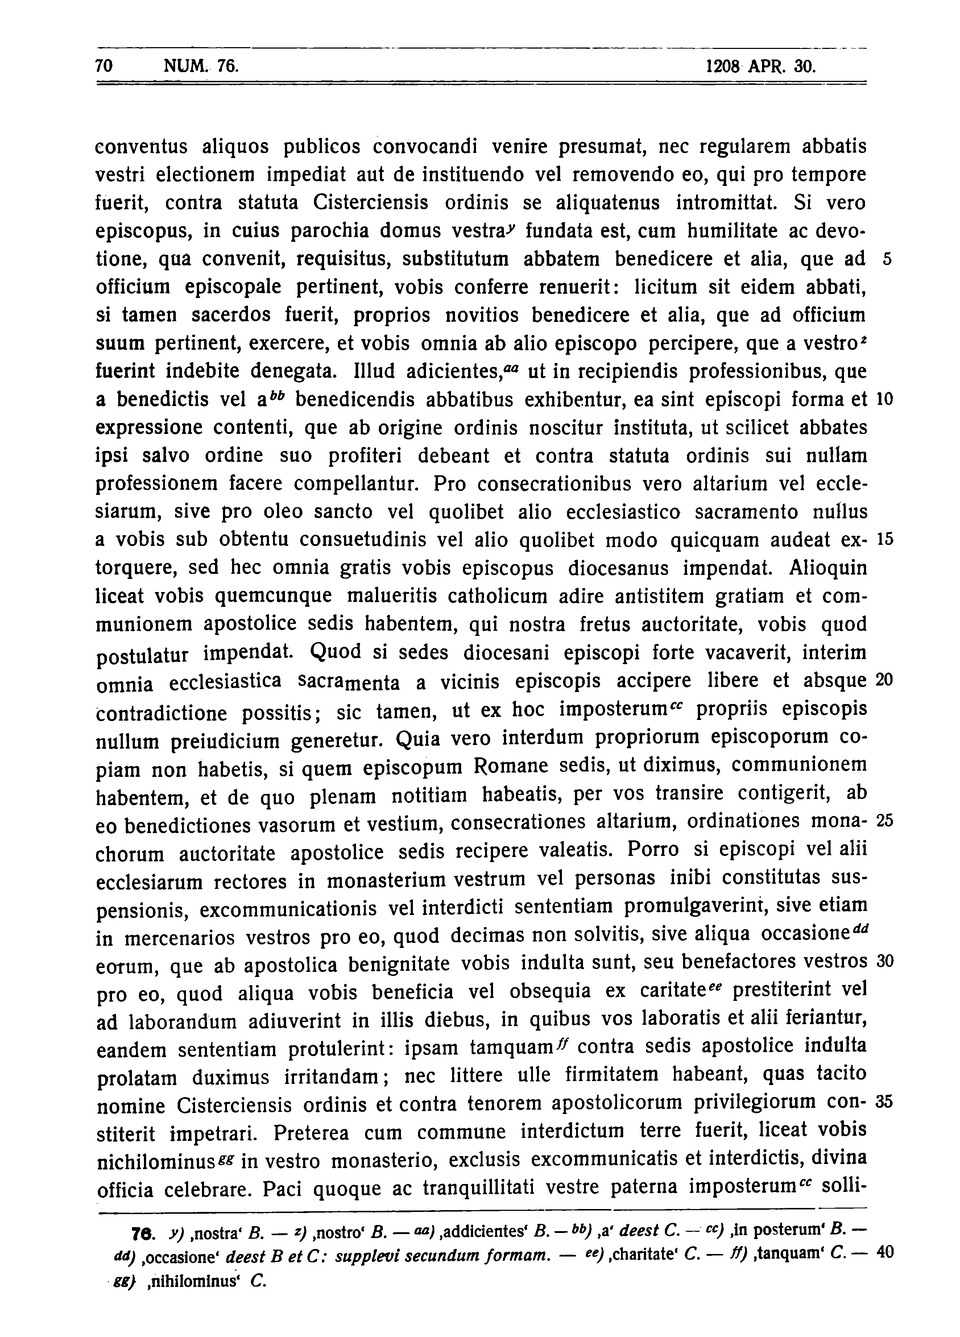 70 NUM. 76. 1208 APR. 30.
conventus aliquos publicos convocandi venire presumat, nec regularem abbatis
vestri electionem impediat aut de instituendo vel removendo eo, qui pro tempore
fuerit, contra statuta Cisterciensis ordinis se aliquatenus intromittat. Si vero
episcopus, in cuius parochia domus vestraʸ fundata est, cum humilitate ac devo-
tione, qua convenit, requisitus, substitutum abbatem benedicere et alia, que ad 5
officium episcopale pertinent, vobis conferre renuerit: licitum sit eidem abbati,
si tamen sacerdos fuerit, proprios novitios benedicere et alia, que ad officium
suum pertinent, exercere, et vobis omnia ab alio episcopo percipere, que a vestroᶻ
fuerint indebite denegata. Illud adicientes,ᵃᵃ ut in recipiendis professionibus, que
a benedictis vel aᵇᵇ benedicendis abbatibus exhibentur, ea sint episcopi forma et 10
expressione contenti, que ab origine ordinis noscitur instituta, ut scilicet abbates
ipsi salvo ordine suo profiteri debeant et contra statuta ordinis sui nullam
professionem facere compellantur. Pro consecrationibus vero altarium vel eccle-
siarum, sive pro oleo sancto vel quolibet alio ecclesiastico sacramento nullus
a vobis sub obtentu consuetudinis vel alio quolibet modo quicquam audeat ex- 15
torquere, sed hec omnia gratis vobis episcopus diocesanus impendat. Alioquin
liceat vobis quemcunque malueritis catholicum adire antistitem gratiam et com-
munionem apostolice sedis habentem, qui nostra fretus auctoritate, vobis quod
postulatur impendat. Quod si sedes diocesani episcopi forte vacaverit, interim
omnia ecclesiastica sacramenta a vicinis episcopis accipere libere et absque 20
contradictione possitis; sic tamen, ut ex hoc imposterumᶜᶜ propriis episcopis
nullum preiudicium generetur. Quia vero interdum propriorum episcoporum co-
piam non habetis, si quem episcopum Romane sedis, ut diximus, communionem
habentem, et de quo plenam notitiam habeatis, per vos transire contigerit, ab
eo benedictiones vasorum et vestium, consecrationes altarium, ordinationes mona- 25
chorum auctoritate apostolice sedis recipere valeatis. Porro si episcopi vel alii
ecclesiarum rectores in monasterium vestrum vel personas inibi constitutas sus-
pensionis, excommunicationis vel interdicti sententiam promulgaverint, sive etiam
in mercenarios vestros pro eo, quod decimas non solvitis, sive aliqua occasioneᵈᵈ
eorum, que ab apostolica benignitate vobis indulta sunt, seu benefactores vestros 30
pro eo, quod aliqua vobis beneficia vel obsequia ex caritateᵉᵉ prestiterint vel
ad laborandum adiuverint in illis diebus, in quibus vos laboratis et alii feriantur,
eandem sententiam protulerint: ipsam tamquamᶠᶠ contra sedis apostolice indulta
prolatam duximus irritandam; nec littere ulle firmitatem habeant, quas tacito
nomine Cisterciensis ordinis et contra tenorem apostolicorum privilegiorum con- 35
stiterit impetrari. Preterea cum commune interdictum terre fuerit, liceat vobis
nichilominusᵍᵍ in vestro monasterio, exclusis excommunicatis et interdictis, divina
officia celebrare. Paci quoque ac tranquillitati vestre paterna imposterumᶜᶜ solli-
76. y) ‚nostra‘ B. — z) ‚nostro‘ B. — aa) ‚addicientes‘ B. — bb) ‚a‘ deest C. — cc) ‚in posterum‘ B. —
dd) ‚occasione‘ deest B et C: supplevi secundum formam. — ee) ‚charitate‘ C. — ff) ‚tanquam‘ C. — 40
gg) ‚nihilominus‘ C.